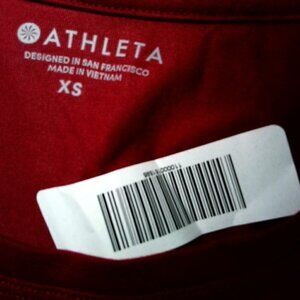 ATHLETA
DESIGNED IN SAN FRANCISCO
MADE IN VIETNAM
XS